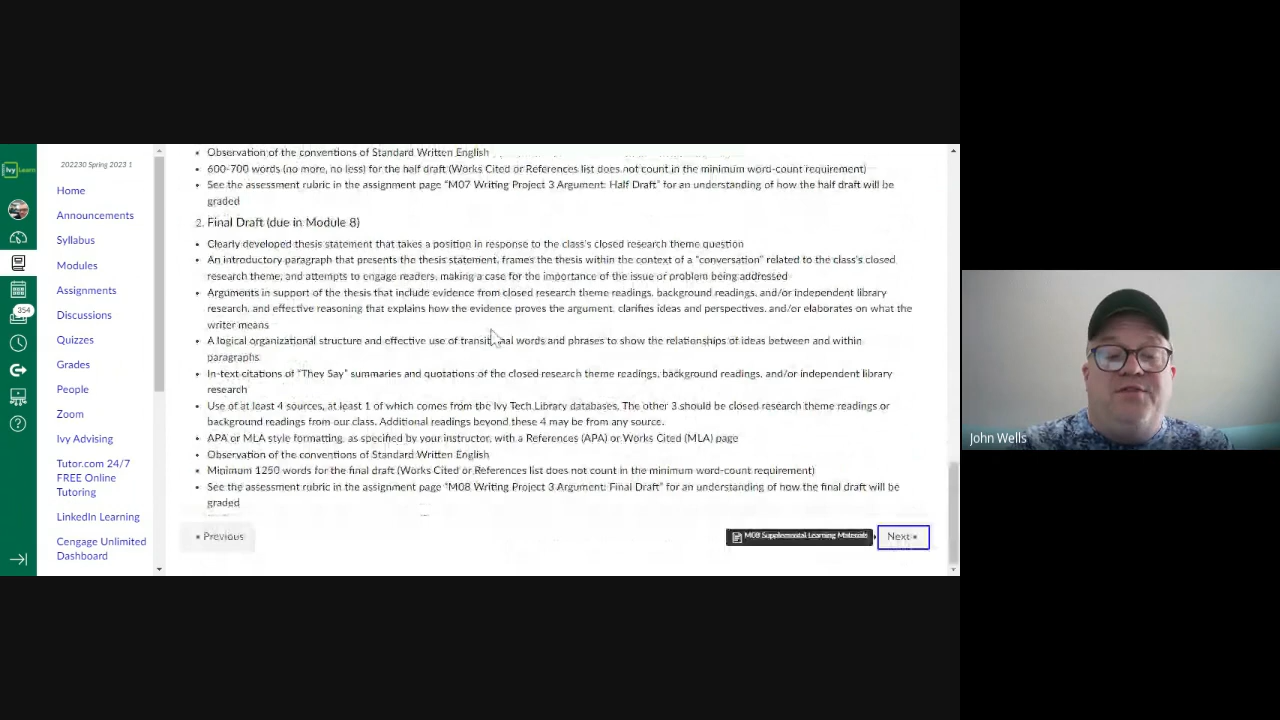 Ivy Learn
202230 Spring 2023 1
Home
Announcements
Syllabus
Modules
Assignments
Discussions
Quizzes
Grades
People
Zoom
Ivy Advising
Tutor.com 24/7
FREE Online
Tutoring
LinkedIn Learning
Cengage Unlimited
Dashboard
354
• Observation of the conventions of Standard Written English
• 600-700 words (no more, no less) for the half draft (Works Cited or References list does not count in the minimum word-count requirement)
• See the assessment rubric in the assignment page "M07 Writing Project 3 Argument: Half Draft" for an understanding of how the half draft will be
graded
2. Final Draft (due in Module 8)
• Clearly developed thesis statement that takes a position in response to the class's closed research theme question
• An introductory paragraph that presents the thesis statement, frames the thesis within the context of a "conversation" related to the class's closed
research theme, and attempts to engage readers, making a case for the importance of the issue or problem being addressed
• Arguments in support of the thesis that include evidence from closed research theme readings, background readings, and/or independent library
research, and effective reasoning that explains how the evidence proves the argument, clarifies ideas and perspectives, and/or elaborates on what the
writer means
• A logical organizational structure and effective use of transitional words and phrases to show the relationships of ideas between and within
paragraphs
• In-text citations of "They Say" summaries and quotations of the closed research theme readings, background readings, and/or independent library
research
• Use of at least 4 sources, at least 1 of which comes from the Ivy Tech Library databases. The other 3 should be closed research theme readings or
background readings from our class. Additional readings beyond these 4 may be from any source.
• APA or MLA style formatting, as specified by your instructor, with a References (APA) or Works Cited (MLA) page
• Observation of the conventions of Standard Written English
• Minimum 1250 words for the final draft (Works Cited or References list does not count in the minimum word-count requirement)
• See the assessment rubric in the assignment page "M08 Writing Project 3 Argument: Final Draft" for an understanding of how the final draft will be
graded
Previous
M08 Supplemental Learning Materials
Next
John Wells